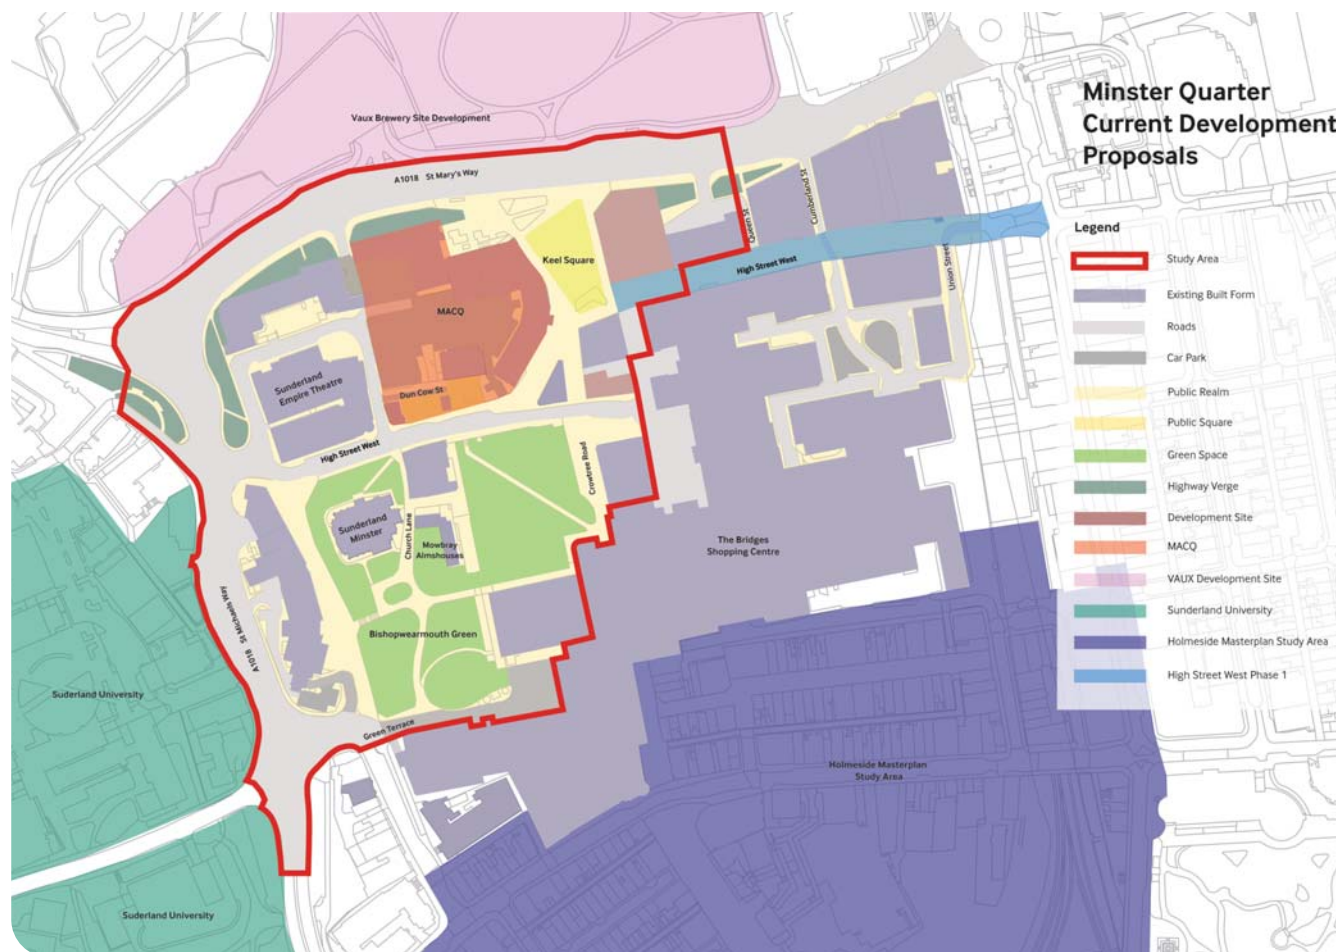 Minster Quarter
Current Development
Proposals
Legend
Study Area
Existing Built Form
Roads
Car Park
Public Realm
Public Square
Green Space
Highway Verge
Development Site
MACQ
VAUX Development Site
Sunderland University
Holmeside Masterplan Study Area
High Street West Phase 1
Vaux Brewery Site Development
A1018 St Mary's Way
Keel Square
Queen St
Cumberland St
High Street West
Union Street
MACQ
Sunderland
Empire Theatre
Dun Cow St
High Street West
Crowtree Road
Sunderland
Minster
Church Lane
Mowbray
Almshouses
The Bridges
Shopping Centre
A1018 St Michaels Way
Bishopwearmouth Green
Suderland University
Green Terrace
Holmeside Masterplan
Study Area
Suderland University